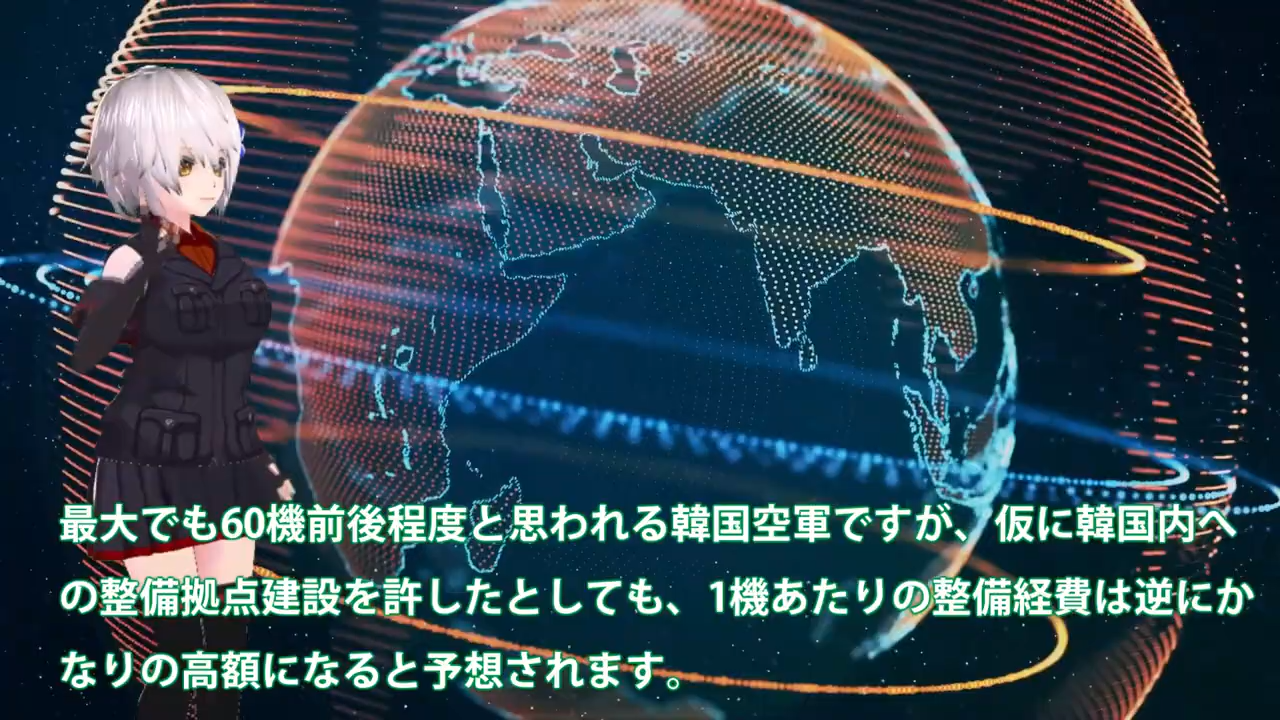 最大でも60機前後程度と思われる韓国空軍ですが、仮に韓国内へ
の整備拠点建設を許したとしても、1機あたりの整備経費は逆にか
なりの高額になると予想されます。